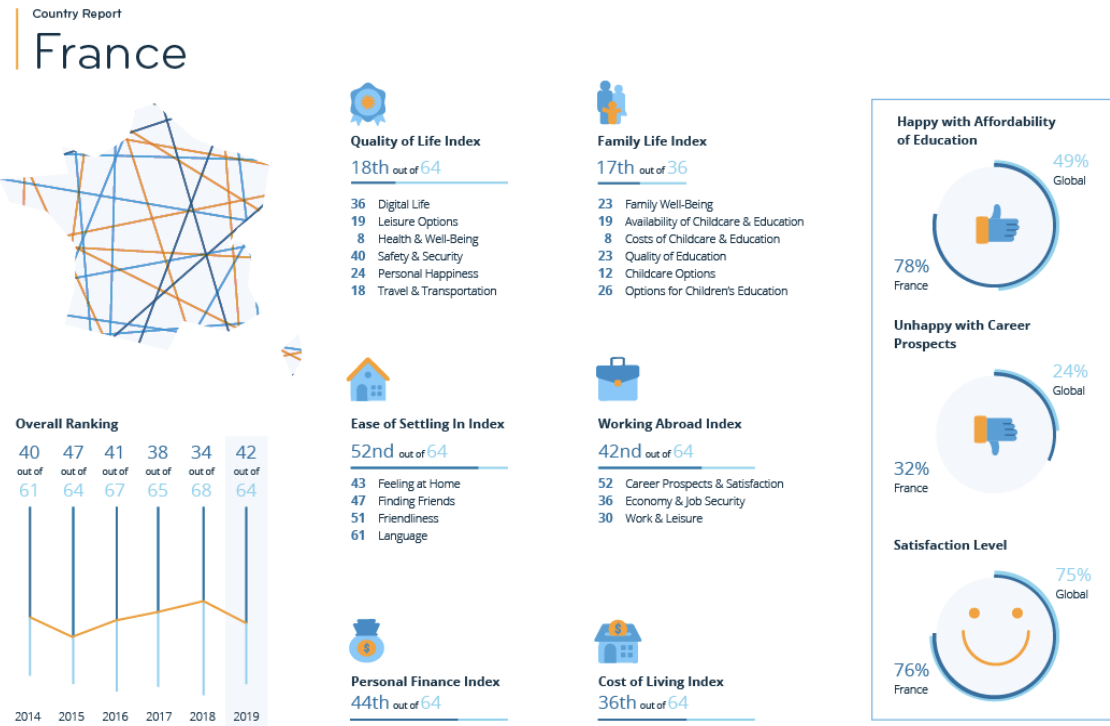 Country Report
France
Quality of Life Index
18th out of 64
36 Digital Life
19 Leisure Options
8 Health & Well-Being
40 Safety & Security
24 Personal Happiness
18 Travel & Transportation
Family Life Index
17th out of 36
23 Family Well-Being
19 Availability of Childcare & Education
8 Costs of Childcare & Education
23 Quality of Education
12 Childcare Options
26 Options for Children's Education
Happy with Affordability
of Education
49%
Global
78%
France
Unhappy with Career
Prospects
24%
Global
32%
France
Satisfaction Level
75%
Global
76%
France
Overall Ranking
40 47 41 38 34 42
out of out of out of out of out of out of
61 64 67 65 68 64
2014 2015 2016 2017 2018 2019
Ease of Settling In Index
52nd out of 64
43 Feeling at Home
47 Finding Friends
51 Friendliness
61 Language
Working Abroad Index
42nd out of 64
52 Career Prospects & Satisfaction
36 Economy & Job Security
30 Work & Leisure
$
Personal Finance Index
44th out of 64
$
Cost of Living Index
36th out of 64